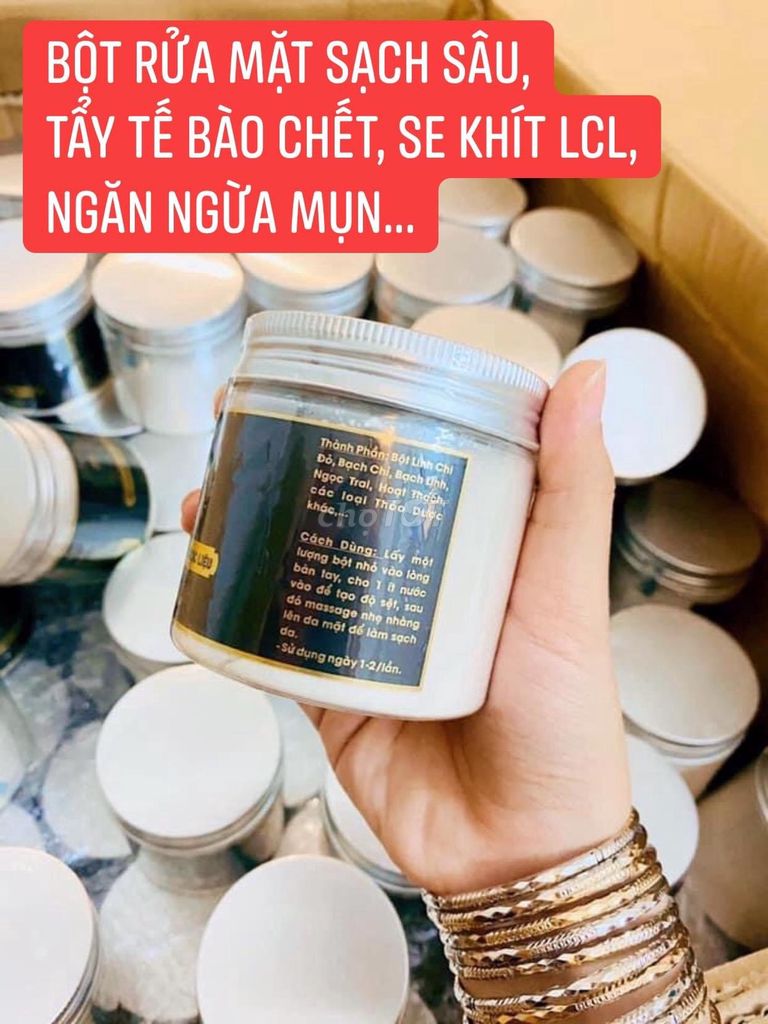 BỘT RỬA MẶT SẠCH SÂU,
TẨY TẾ BÀO CHẾT, SE KHÍT LCL,
NGĂN NGỪA MỤN...
Thành Phần: Bột Linh Chi
Đỏ, Bạch Chỉ, Bạch Linh,
Ngọc Trai, Hoạt Thạch,
các loại Thảo Dược
khác...
chợTỐT
Cách Dùng: Lấy một
lượng bột nhỏ vào lòng
bàn tay, cho 1 ít nước
vào để tạo độ sệt, sau
đó massage nhẹ nhàng
lên da mặt để làm sạch
da.
-Sử dụng ngày 1-2/lần.
LIỆU